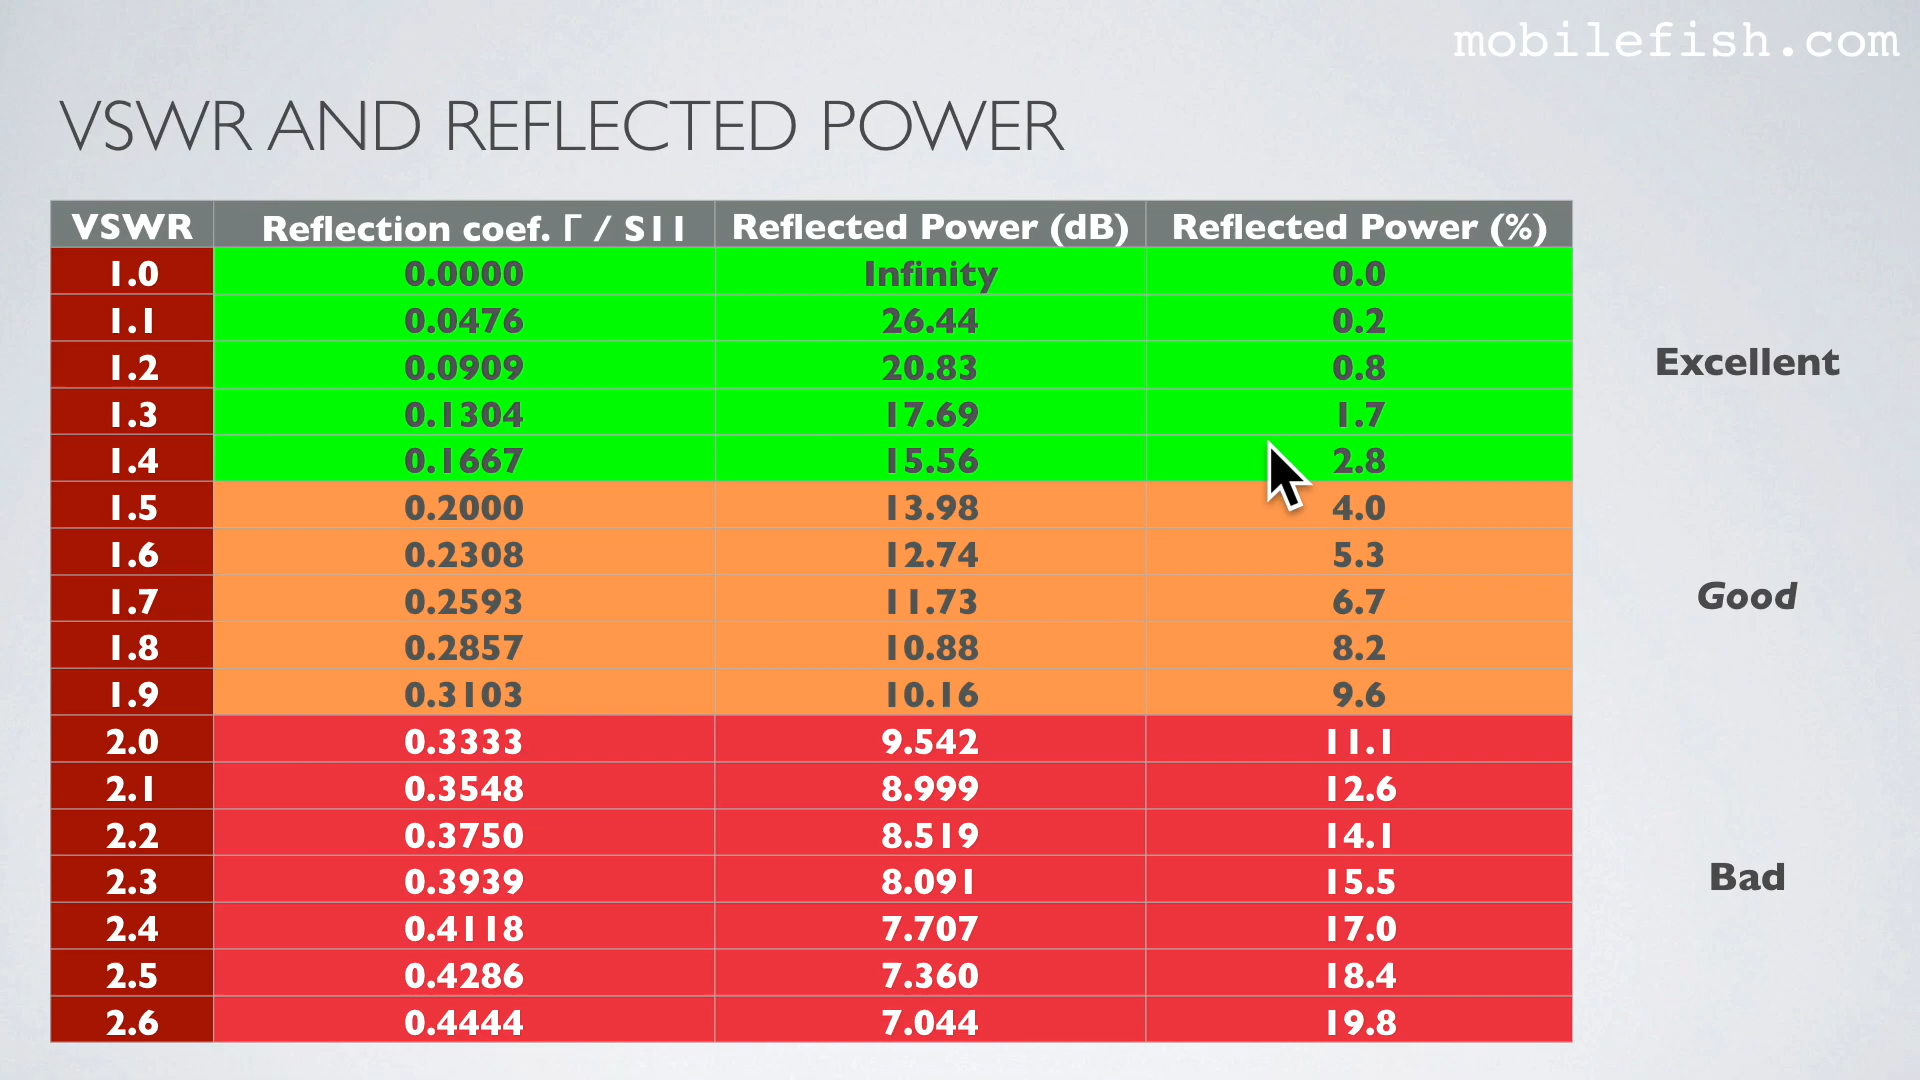 mobilefish.com
VSWR AND REFLECTED POWER
VSWR Reflection coef. Γ / S11 Reflected Power (dB) Reflected Power (%)
1.0 0.0000 Infinity 0.0
1.1 0.0476 26.44 0.2
1.2 0.0909 20.83 0.8
Excellent
1.3 0.1304 17.69 1.7
1.4 0.1667 15.56 2.8
1.5 0.2000 13.98 4.0
1.6 0.2308 12.74 5.3
1.7 0.2593 11.73 6.7
Good
1.8 0.2857 10.88 8.2
1.9 0.3103 10.16 9.6
2.0 0.3333 9.542 11.1
2.1 0.3548 8.999 12.6
2.2 0.3750 8.519 14.1
2.3 0.3939 8.091 15.5
Bad
2.4 0.4118 7.707 17.0
2.5 0.4286 7.360 18.4
2.6 0.4444 7.044 19.8